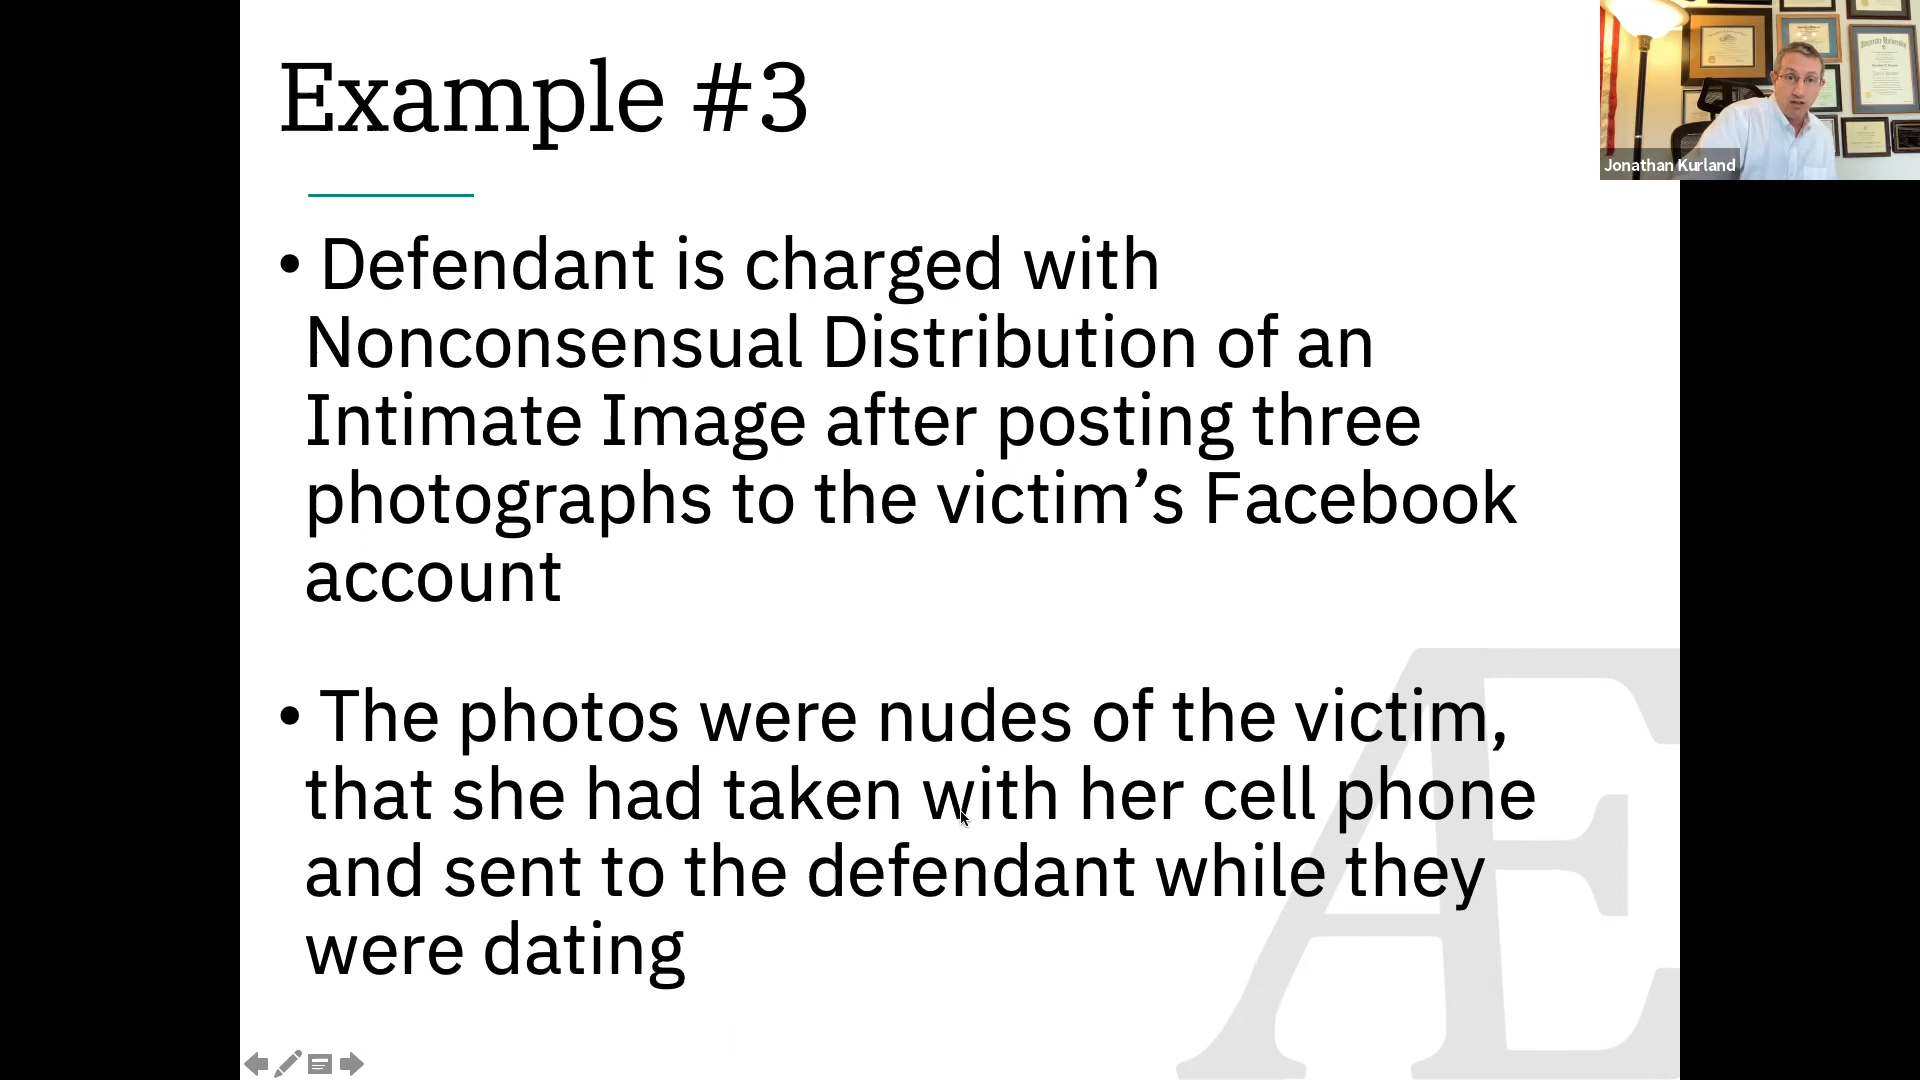 Example #3
• Defendant is charged with
Nonconsensual Distribution of an
Intimate Image after posting three
photographs to the victim’s Facebook
account
• The photos were nudes of the victim,
that she had taken with her cell phone
and sent to the defendant while they
were dating
Æ
Jonathan Kurland